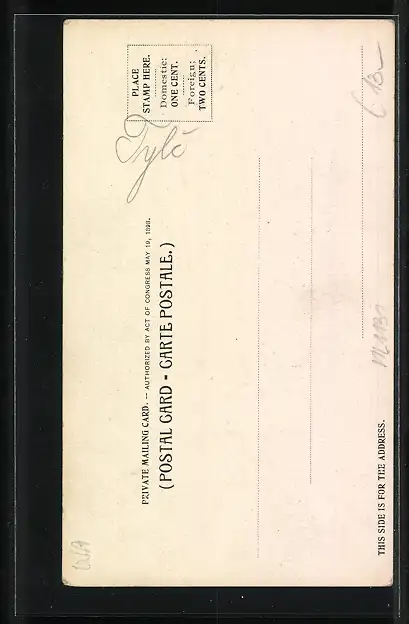 PLACE
STAMP HERE.
Domestic:
ONE CENT.
Foreign:
TWO CENTS.
PRIVATE MAILING CARD. — AUTHORIZED BY ACT OF CONGRESS MAY 19, 1898.
(POSTAL CARD - CARTE POSTALE.)
THIS SIDE IS FOR THE ADDRESS.